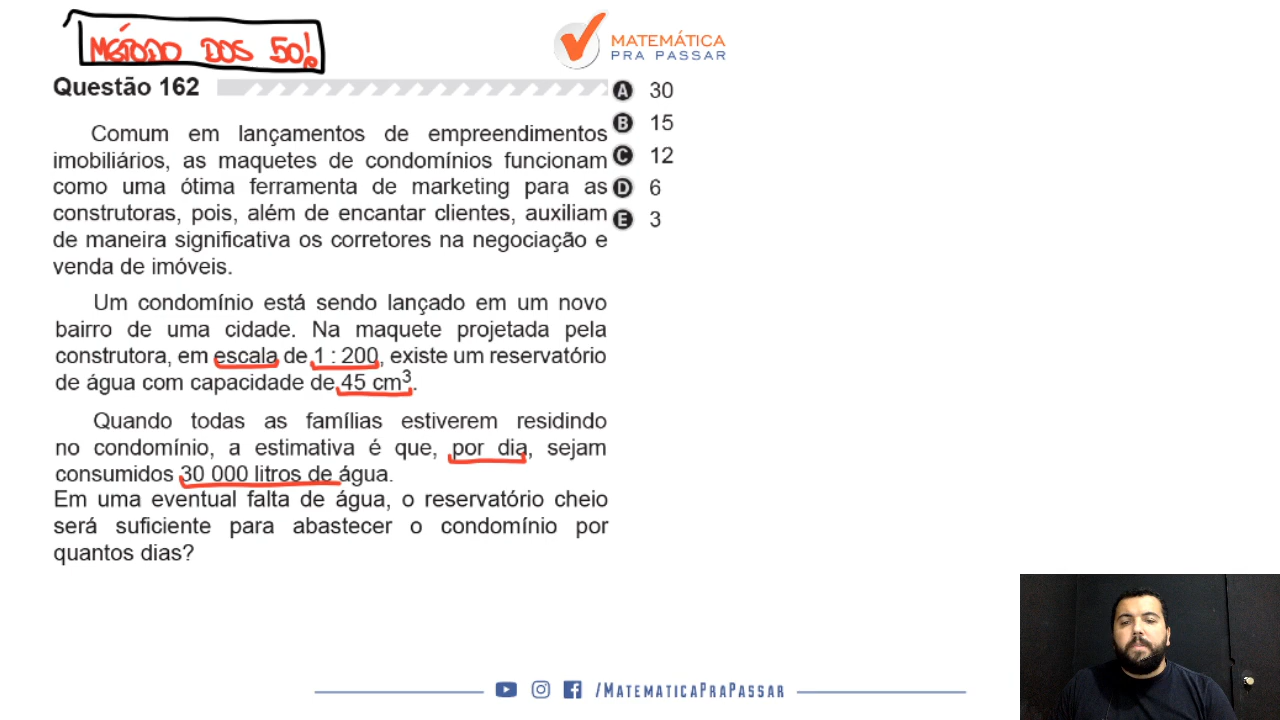 MÉTODO DOS 50!
MATEMÁTICA
PRA PASSAR
Questão 162
Comum em lançamentos de empreendimentos
imobiliários, as maquetes de condomínios funcionam
como uma ótima ferramenta de marketing para as
construtoras, pois, além de encantar clientes, auxiliam
de maneira significativa os corretores na negociação e
venda de imóveis.
Um condomínio está sendo lançado em um novo
bairro de uma cidade. Na maquete projetada pela
construtora, em escala de 1 : 200, existe um reservatório
de água com capacidade de 45 cm³.
Quando todas as famílias estiverem residindo
no condomínio, a estimativa é que, por dia, sejam
consumidos 30 000 litros de água.
Em uma eventual falta de água, o reservatório cheio
será suficiente para abastecer o condomínio por
quantos dias?
A 30
B 15
C 12
D 6
E 3
/MATEMATICAPRAPASSAR